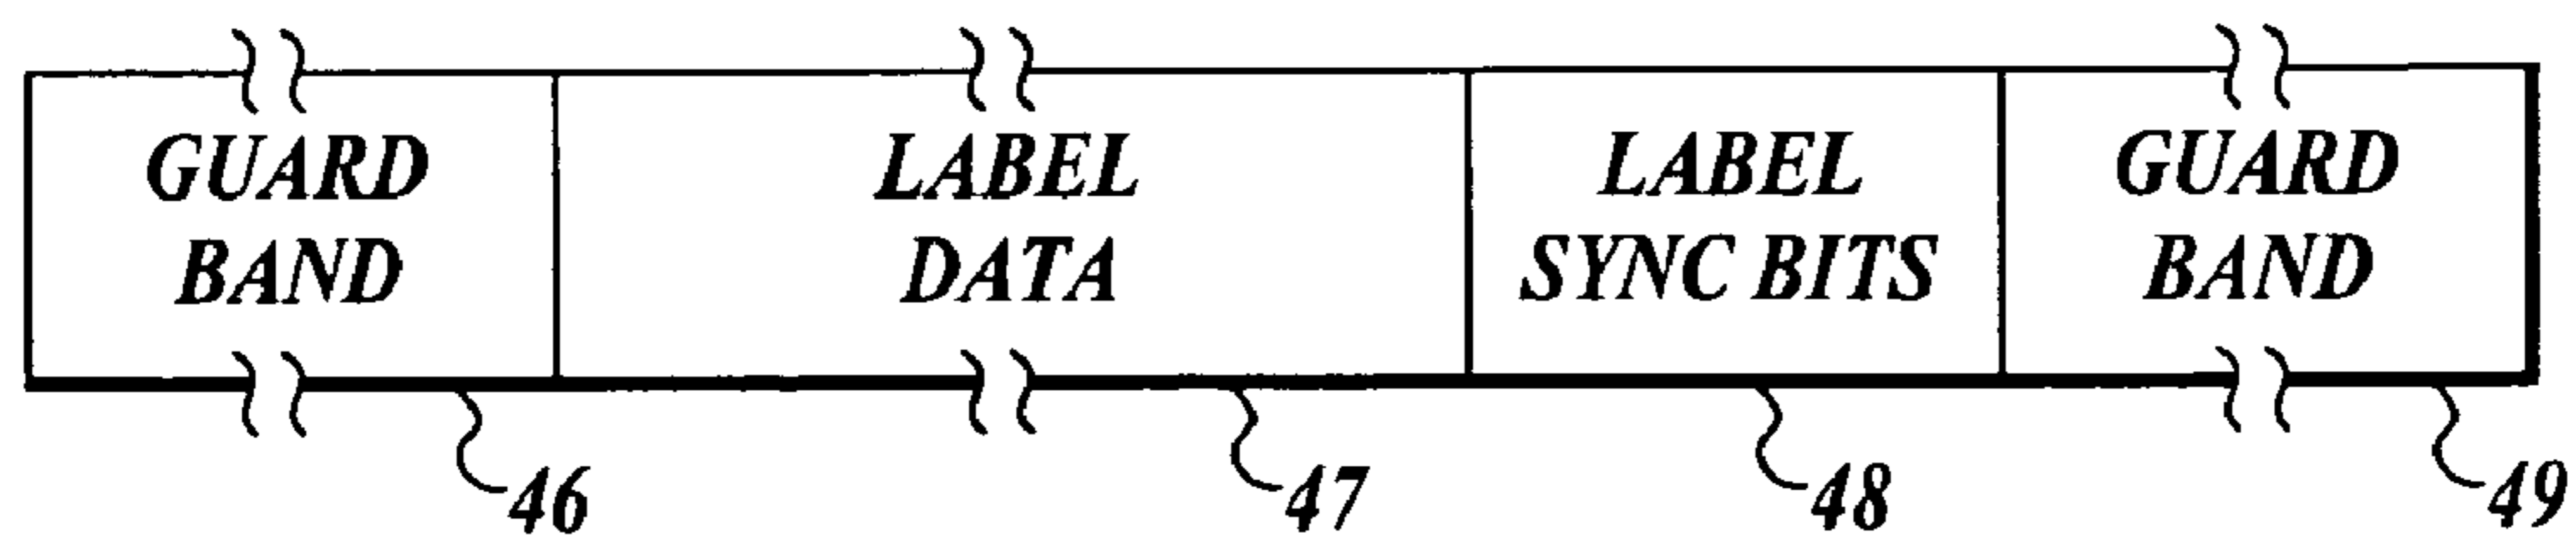 GUARD BAND
LABEL DATA
LABEL SYNC BITS
GUARD BAND
46
47
48
49